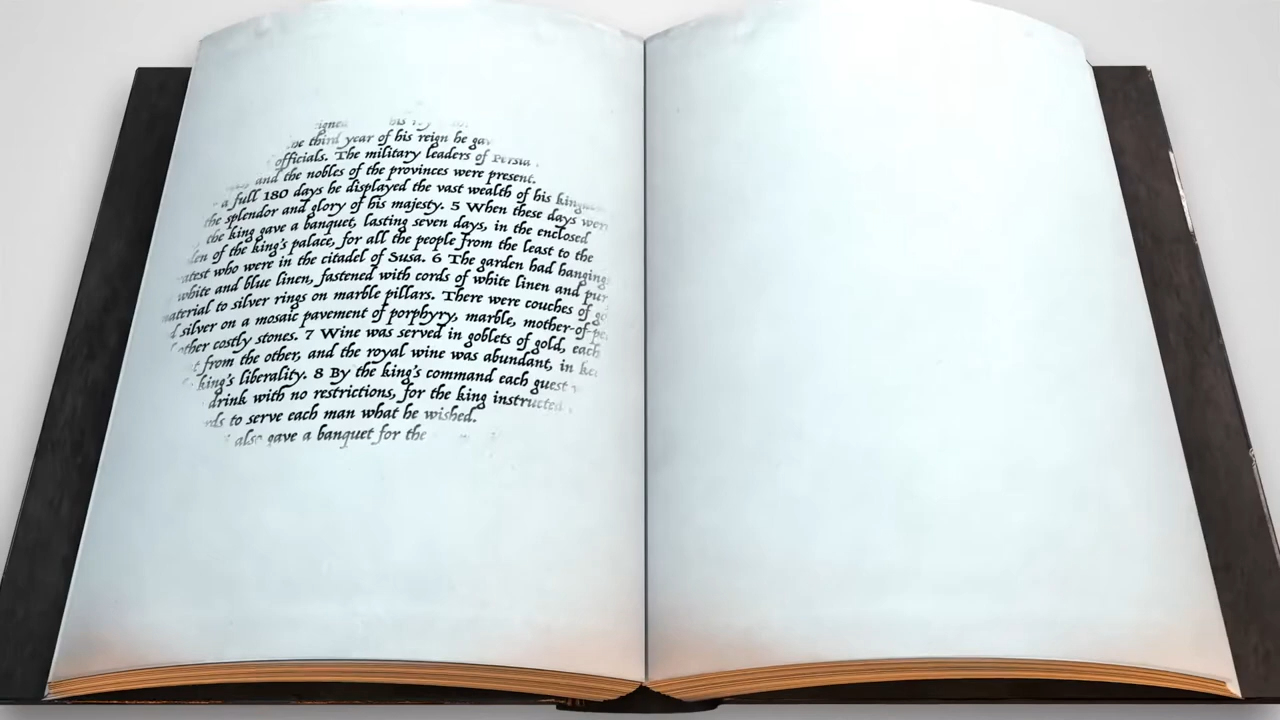 third year of his reign he
officials. The military leaders of Persia
and the nobles of the provinces were present.
a full 180 days he displayed the vast wealth of his
the splendor and glory of his majesty. 5 When these days were
the king gave a banquet, lasting seven days, in the enclosed
of the king's palace, for all the people from the least to the
who were in the citadel of Susa. 6 The garden had
white and blue linen, fastened with cords of white linen and
to silver rings on marble pillars. There were couches of
silver on a mosaic pavement of porphyry, marble,
other costly stones. 7 Wine was served in goblets of gold, each
from the other, and the royal wine was abundant, in
king's liberality. 8 By the king's command each guest
drink with no restrictions, for the king instructed
to serve each man what he wished.
also gave a banquet for the